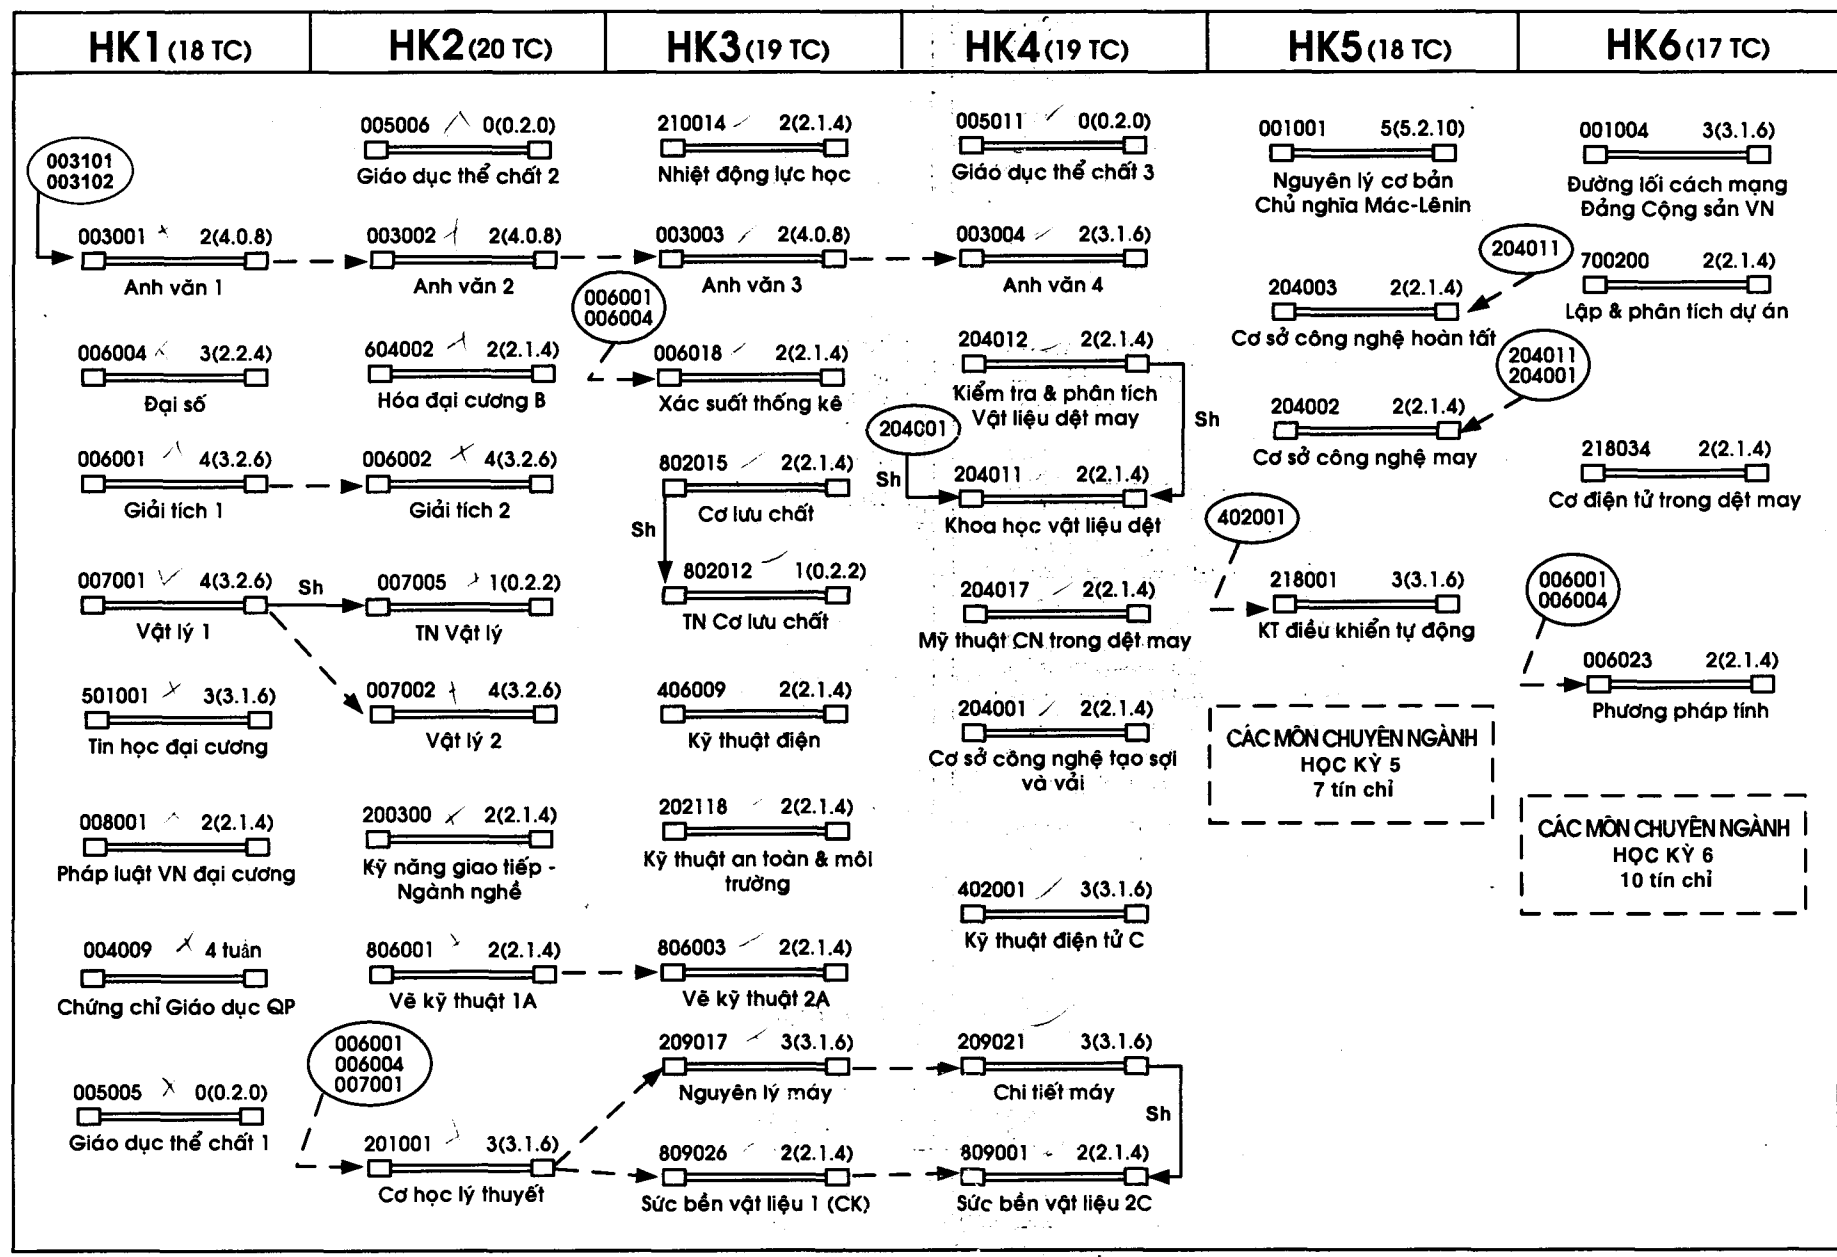 HK1 (18 TC)
HK2 (20 TC)
HK3 (19 TC)
HK4 (19 TC)
HK5 (18 TC)
HK6 (17 TC)
003101
003102
003001 2(4.0.8)
Anh văn 1
006004 3(2.2.4)
Đại số
006001 4(3.2.6)
Giải tích 1
007001 4(3.2.6)
Sh
Vật lý 1
501001 3(3.1.6)
Tin học đại cương
008001 2(2.1.4)
Pháp luật VN đại cương
004009 4 tuần
Chứng chỉ Giáo dục QP
005005 0(0.2.0)
Giáo dục thể chất 1
005006 0(0.2.0)
Giáo dục thể chất 2
003002 2(4.0.8)
Anh văn 2
604002 2(2.1.4)
Hóa đại cương B
006002 4(3.2.6)
Giải tích 2
007005 1(0.2.2)
TN Vật lý
007002 4(3.2.6)
Vật lý 2
200300 2(2.1.4)
Kỹ năng giao tiếp -
Ngành nghề
806001 2(2.1.4)
Vẽ kỹ thuật 1A
006001
006004
007001
201001 3(3.1.6)
Cơ học lý thuyết
210014 2(2.1.4)
Nhiệt động lực học
003003 2(4.0.8)
Anh văn 3
006001
006004
006018 2(2.1.4)
Xác suất thống kê
802015 2(2.1.4)
Cơ lưu chất
Sh
802012 1(0.2.2)
TN Cơ lưu chất
406009 2(2.1.4)
Kỹ thuật điện
202118 2(2.1.4)
Kỹ thuật an toàn & môi
trường
806003 2(2.1.4)
Vẽ kỹ thuật 2A
209017 3(3.1.6)
Nguyên lý máy
809026 2(2.1.4)
Sức bền vật liệu 1 (CK)
005011 0(0.2.0)
Giáo dục thể chất 3
003004 2(3.1.6)
Anh văn 4
204012 2(2.1.4)
Kiểm tra & phân tích
Vật liệu dệt may
Sh
204001
Sh
204011 2(2.1.4)
Khoa học vật liệu dệt
204017 2(2.1.4)
Mỹ thuật CN trong dệt may
204001 2(2.1.4)
Cơ sở công nghệ tạo sợi
và vải
402001 3(3.1.6)
Kỹ thuật điện tử C
209021 3(3.1.6)
Chi tiết máy
Sh
809001 2(2.1.4)
Sức bền vật liệu 2C
001001 5(5.2.10)
Nguyên lý cơ bản
Chủ nghĩa Mác-Lênin
204011
204003 2(2.1.4)
Cơ sở công nghệ hoàn tất
204011
204001
204002 2(2.1.4)
Cơ sở công nghệ may
402001
218001 3(3.1.6)
KT điều khiển tự động
CÁC MÔN CHUYÊN NGÀNH
HỌC KỲ 5
7 tín chỉ
001004 3(3.1.6)
Đường lối cách mạng
Đảng Cộng sản VN
700200 2(2.1.4)
Lập & phân tích dự án
218034 2(2.1.4)
Cơ điện tử trong dệt may
006001
006004
006023 2(2.1.4)
Phương pháp tính
CÁC MÔN CHUYÊN NGÀNH
HỌC KỲ 6
10 tín chỉ